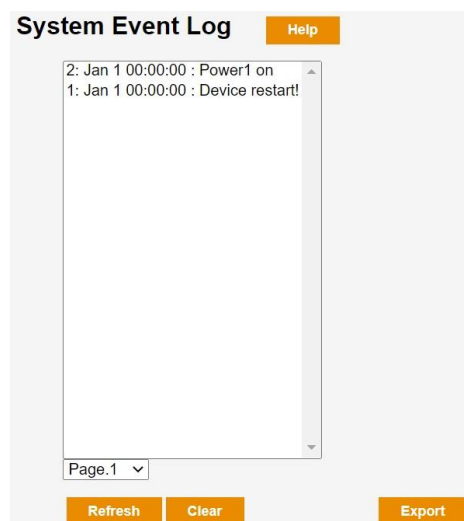 System Event Log
Help
2: Jan 1 00:00:00 : Power1 on
1: Jan 1 00:00:00 : Device restart!
Page.1
Refresh
Clear
Export